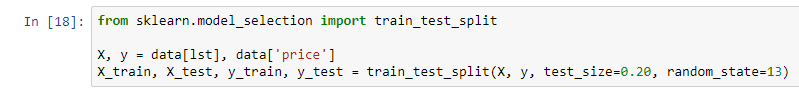 In [18]: from sklearn.model_selection import train_test_split
X, y = data[lst], data['price']
X_train, X_test, y_train, y_test = train_test_split(X, y, test_size=0.20, random_state=13)